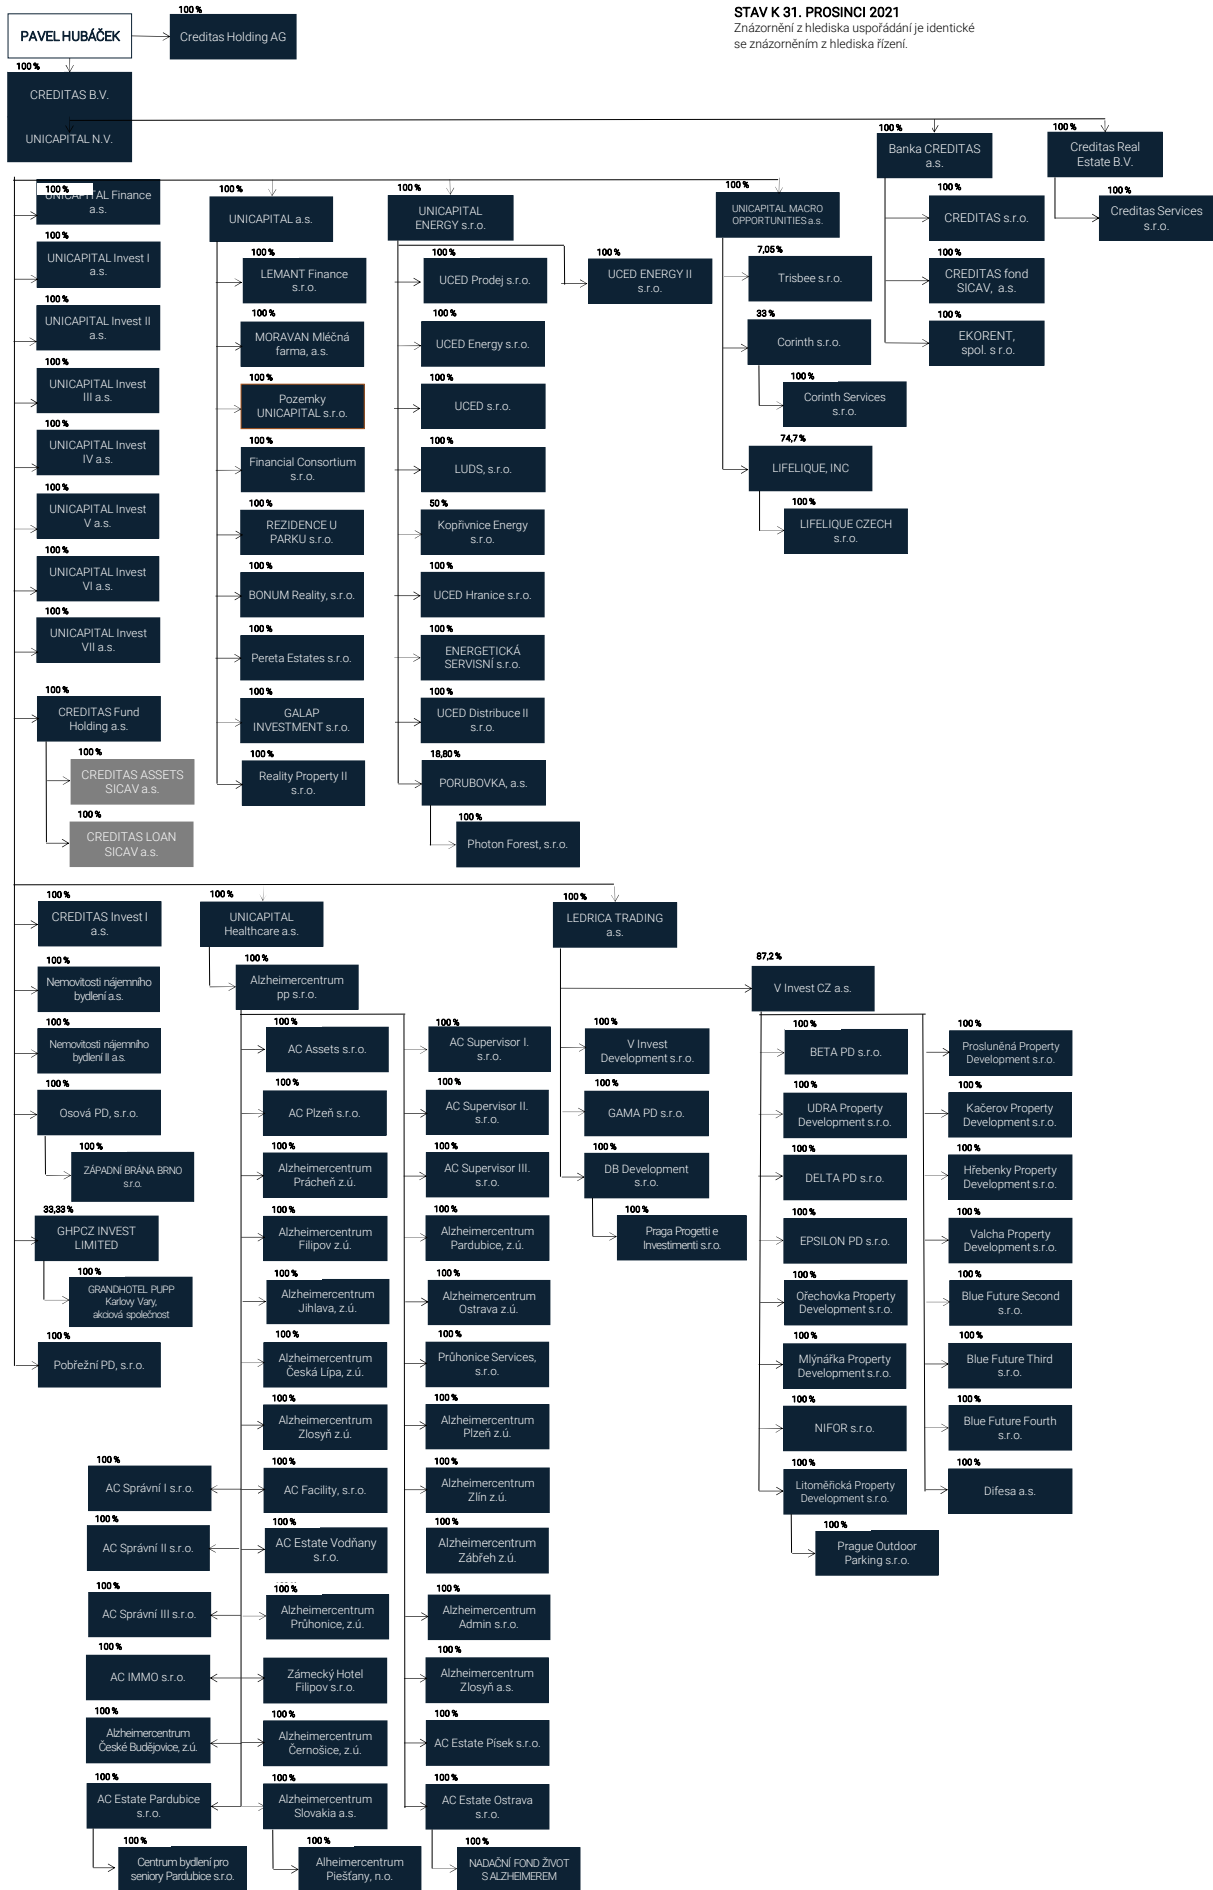 STAV K 31. PROSINCI 2021
Znázornění z hlediska uspořádání je identické
se znázorněním z hlediska řízení.
PAVEL HUBÁČEK
100 %
Creditas Holding AG
100 %
CREDITAS B.V.
UNICAPITAL N.V.
100 %
Banka CREDITAS
a.s.
100 %
CREDITAS s.r.o.
100 %
CREDITAS fond
SICAV, a.s.
100 %
EKORENT,
spol. s r.o.
100 %
Creditas Real
Estate B.V.
100 %
Creditas Services
s.r.o.
100 %
UNICAPITAL Finance
a.s.
100 %
UNICAPITAL Invest I
a.s.
100 %
UNICAPITAL Invest II
a.s.
100 %
UNICAPITAL Invest
III a.s.
100 %
UNICAPITAL Invest
IV a.s.
100 %
UNICAPITAL Invest
V a.s.
100 %
UNICAPITAL Invest
VI a.s.
100 %
UNICAPITAL Invest
VII a.s.
100 %
CREDITAS Fund
Holding a.s.
100 %
CREDITAS ASSETS
SICAV a.s.
100 %
CREDITAS LOAN
SICAV a.s.
100 %
UNICAPITAL a.s.
100 %
LEMANT Finance
s.r.o.
100 %
MORAVAN Mléčná
farma, a.s.
100 %
Pozemky
UNICAPITAL s.r.o.
100 %
Financial Consortium
s.r.o.
100 %
REZIDENCE U
PARKU s.r.o.
100 %
BONUM Reality, s.r.o.
100 %
Pereta Estates s.r.o.
100 %
GALAP
INVESTMENT s.r.o.
100 %
Reality Property II
s.r.o.
100 %
UNICAPITAL
ENERGY s.r.o.
100 %
UCED Prodej s.r.o.
100 %
UCED ENERGY II
s.r.o.
100 %
UCED Energy s.r.o.
100 %
UCED s.r.o.
100 %
LUDS, s.r.o.
50 %
Kopřivnice Energy
s.r.o.
100 %
UCED Hranice s.r.o.
100 %
ENERGETICKÁ
SERVISNÍ s.r.o.
100 %
UCED Distribuce II
s.r.o.
18,80 %
PORUBOVKA, a.s.
100 %
Photon Forest, s.r.o.
100 %
UNICAPITAL MACRO
OPPORTUNITIES a.s.
7,05 %
Trisbee s.r.o.
33 %
Corinth s.r.o.
100 %
Corinth Services
s.r.o.
74,7 %
LIFELIQUE, INC
100 %
LIFELIQUE CZECH
s.r.o.
100 %
CREDITAS Invest I
a.s.
100 %
Nemovitosti nájemního
bydlení a.s.
100 %
Nemovitosti nájemního
bydlení II a.s.
100 %
Osová PD, s.r.o.
100 %
ZÁPADNÍ BRÁNA BRNO
s.r.o.
33,33 %
GHPCZ INVEST
LIMITED
100 %
GRANDHOTEL PUPP
Karlovy Vary,
akciová společnost
100 %
Pobřežní PD, s.r.o.
100 %
UNICAPITAL
Healthcare a.s.
100 %
Alzheimercentrum
pp s.r.o.
100 %
AC Assets s.r.o.
100 %
AC Plzeň s.r.o.
100 %
Alzheimercentrum
Prácheň z.ú.
100 %
Alzheimercentrum
Filipov z.ú.
100 %
Alzheimercentrum
Jihlava, z.ú.
100 %
Alzheimercentrum
Česká Lípa, z.ú.
100 %
Alzheimercentrum
Zlosyň z.ú.
100 %
AC Facility, s.r.o.
100 %
AC Estate Vodňany
s.r.o.
100 %
Alzheimercentrum
Průhonice, z.ú.
Zámecký Hotel
Filipov s.r.o.
100 %
Alzheimercentrum
Černošice, z.ú.
100 %
Alzheimercentrum
Slovakia a.s.
100 %
Alheimercentrum
Piešťany, n.o.
100 %
AC Správní I s.r.o.
100 %
AC Správní II s.r.o.
100 %
AC Správní III s.r.o.
100 %
AC IMMO s.r.o.
100 %
Alzheimercentrum
České Budějovice, z.ú.
100 %
AC Estate Pardubice
s.r.o.
100 %
Centrum bydlení pro
seniory Pardubice s.r.o.
100 %
AC Supervisor I.
s.r.o.
100 %
AC Supervisor II.
s.r.o.
100 %
AC Supervisor III.
s.r.o.
100 %
Alzheimercentrum
Pardubice, z.ú.
100 %
Alzheimercentrum
Ostrava z.ú.
100 %
Průhonice Services,
s.r.o.
100 %
Alzheimercentrum
Plzeň z.ú.
100 %
Alzheimercentrum
Zlín z.ú.
100 %
Alzheimercentrum
Zábřeh z.ú.
100 %
Alzheimercentrum
Admin s.r.o.
100 %
Alzheimercentrum
Zlosyň a.s.
100 %
AC Estate Písek s.r.o.
100 %
AC Estate Ostrava
s.r.o.
100 %
NADAČNÍ FOND ŽIVOT
S ALZHEIMEREM
100 %
LEDRICA TRADING
a.s.
100 %
V Invest
Development s.r.o.
100 %
GAMA PD s.r.o.
100 %
DB Development
s.r.o.
100 %
Praga Progetti e
Investimenti s.r.o.
87,2 %
V Invest CZ a.s.
100 %
BETA PD s.r.o.
100 %
UDRA Property
Development s.r.o.
100 %
DELTA PD s.r.o.
100 %
EPSILON PD s.r.o.
100 %
Ořechovka Property
Development s.r.o.
100 %
Mlýnářka Property
Development s.r.o.
100 %
NIFOR s.r.o.
100 %
Litoměřická Property
Development s.r.o.
100 %
Prague Outdoor
Parking s.r.o.
100 %
Prosluněná Property
Development s.r.o.
100 %
Kačerov Property
Development s.r.o.
100 %
Hřebenky Property
Development s.r.o.
100 %
Valcha Property
Development s.r.o.
100 %
Blue Future Second
s.r.o.
100 %
Blue Future Third
s.r.o.
100 %
Blue Future Fourth
s.r.o.
100 %
Difesa a.s.